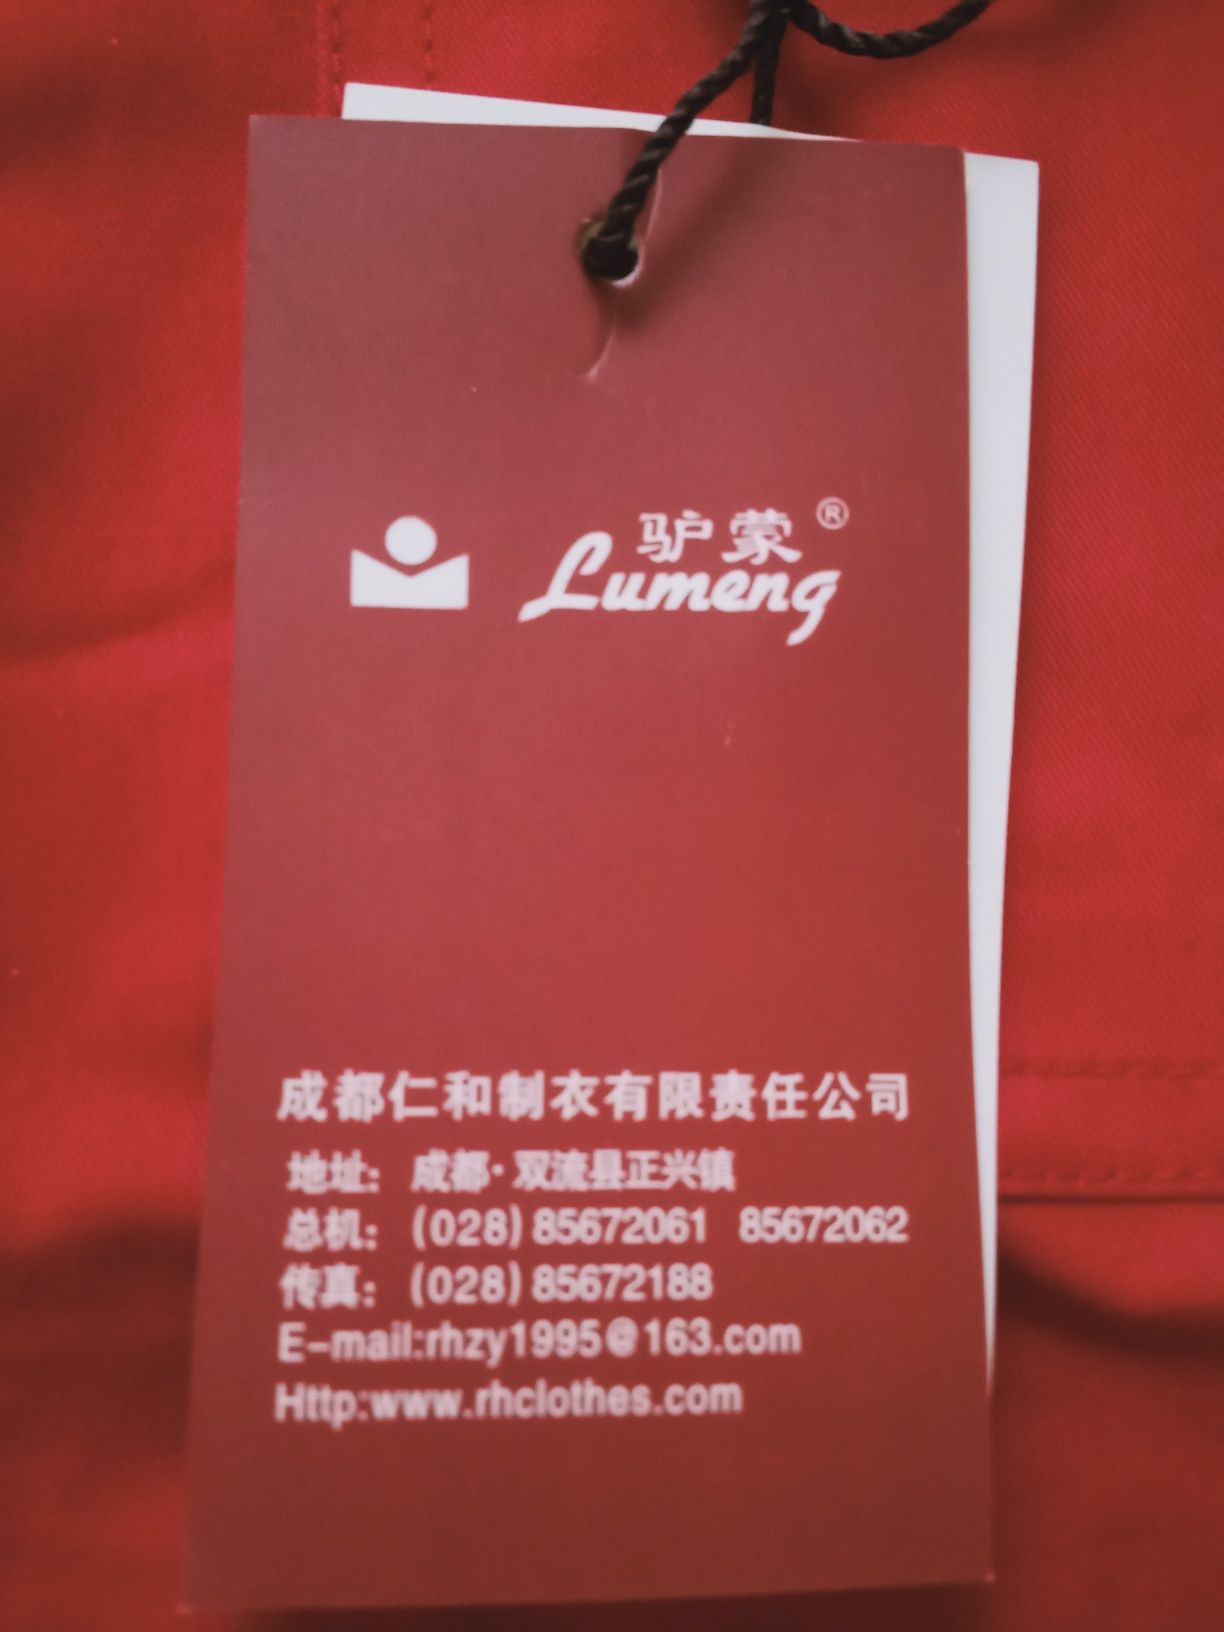 驴蒙®
Lumeng
成都仁和制衣有限责任公司
地址: 成都·双流县正兴镇
总机: (028) 85672061 85672062
传真: (028) 85672188
E-mail:rhzy1995@163.com
Http:www.rhclothes.com